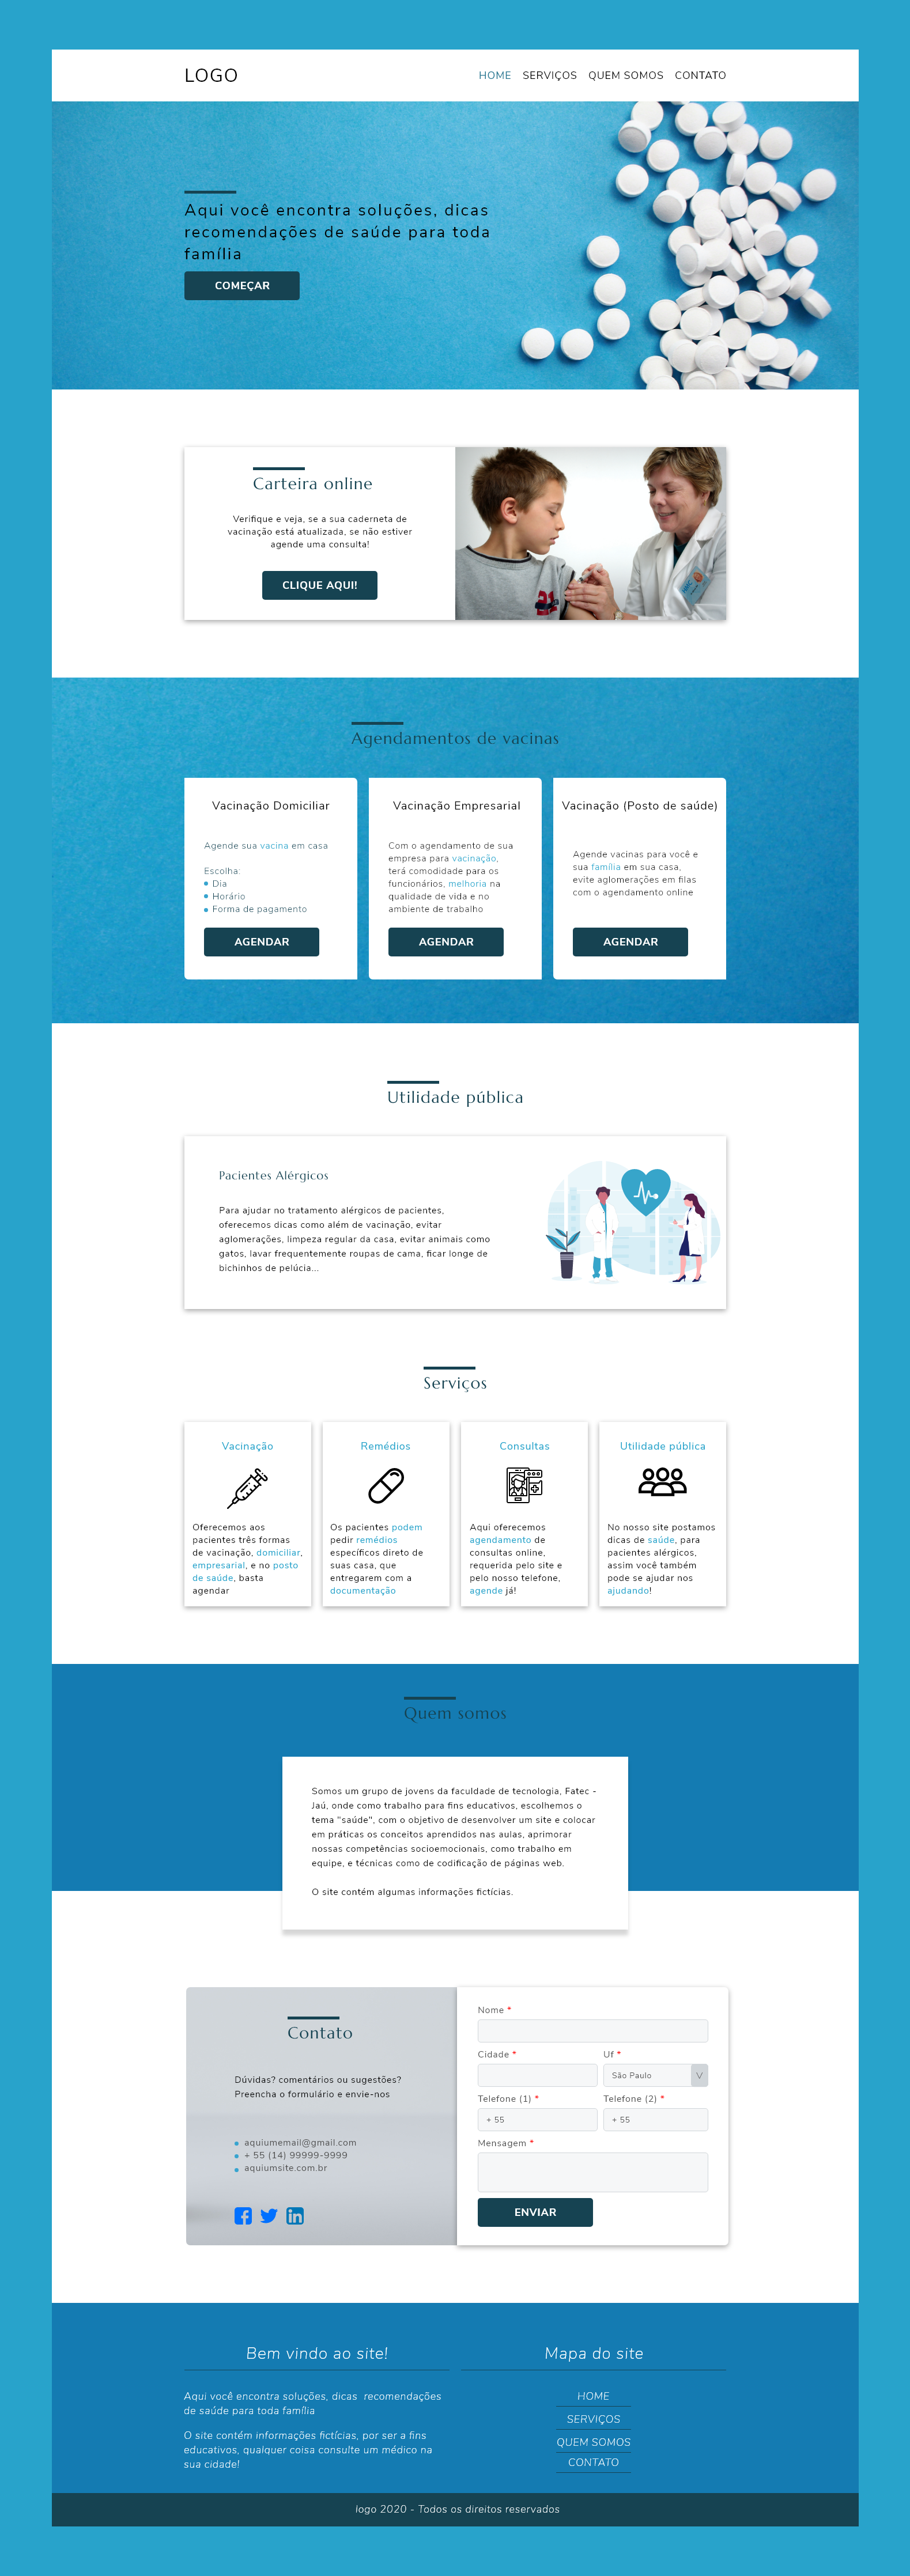 LOGO
HOME SERVIÇOS QUEM SOMOS CONTATO
Aqui você encontra soluções, dicas
recomendações de saúde para toda
família
COMEÇAR
Carteira online
Verifique e veja, se a sua caderneta de
vacinação está atualizada, se não estiver
agende uma consulta!
CLIQUE AQUI!
21
Agendamentos de vacinas
Vacinação Domiciliar
Agende sua vacina em casa
Escolha:
Dia
Horário
Forma de pagamento
AGENDAR
Vacinação Empresarial
Com o agendamento de sua
empresa para vacinação,
terá comodidade para os
funcionários, melhoria na
qualidade de vida e no
ambiente de trabalho
AGENDAR
Vacinação (Posto de saúde)
Agende vacinas para você e
sua família em sua casa,
evite aglomerações em filas
com o agendamento online
AGENDAR
Utilidade pública
Pacientes Alérgicos
Para ajudar no tratamento alérgicos de pacientes,
oferecemos dicas como além de vacinação, evitar
aglomerações, limpeza regular da casa, evitar animais como
gatos, lavar frequentemente roupas de cama, ficar longe de
bichinhos de pelúcia...
Serviços
Vacinação
Oferecemos aos
pacientes três formas
de vacinação, domiciliar,
empresarial, e no posto
de saúde, basta
agendar
Remédios
Os pacientes podem
pedir remédios
específicos direto de
suas casa, que
entregarem com a
documentação
Consultas
Aqui oferecemos
agendamento de
consultas online,
requerida pelo site e
pelo nosso telefone,
agende já!
Utilidade pública
No nosso site postamos
dicas de saúde, para
pacientes alérgicos,
assim você também
pode se ajudar nos
ajudando!
Quem somos
Somos um grupo de jovens da faculdade de tecnologia, Fatec -
Jaú, onde como trabalho para fins educativos, escolhemos o
tema "saúde", com o objetivo de desenvolver um site e colocar
em práticas os conceitos aprendidos nas aulas, aprimorar
nossas competências socioemocionais, como trabalho em
equipe, e técnicas como de codificação de páginas web.
O site contém algumas informações fictícias.
Contato
Dúvidas? comentários ou sugestões?
Preencha o formulário e envie-nos
aquiumemail@gmail.com
+ 55 (14) 99999-9999
aquiumsite.com.br
Nome *
Cidade * Uf *
São Paulo V
Telefone (1) * Telefone (2) *
+ 55 + 55
Mensagem *
ENVIAR
Bem vindo ao site!
Aqui você encontra soluções, dicas recomendações
de saúde para toda família
O site contém informações fictícias, por ser a fins
educativos, qualquer coisa consulte um médico na
sua cidade!
Mapa do site
HOME
SERVIÇOS
QUEM SOMOS
CONTATO
logo 2020 - Todos os direitos reservados